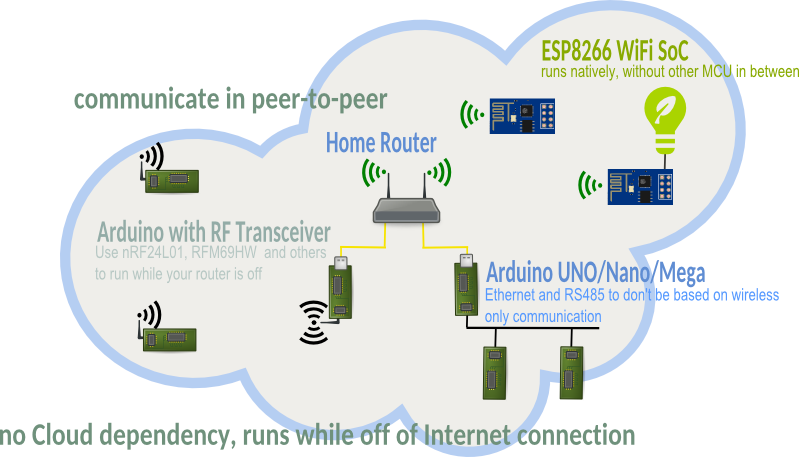 ESP8266 WiFi SoC
runs natively, without other MCU in between
communicate in peer-to-peer
Home Router
Arduino with RF Transceiver
Use nRF24L01, RFM69HW and others
to run while your router is off
Arduino UNO/Nano/Mega
Ethernet and RS485 to don't be based on wireless
only communication
no Cloud dependency, runs while off of Internet connection